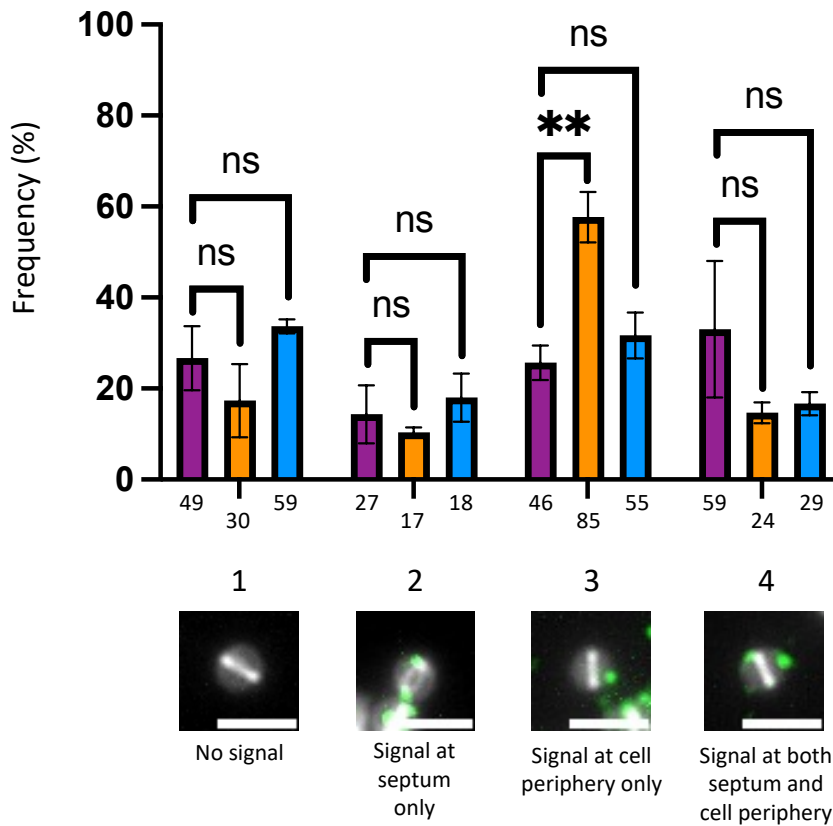 100
80
60
40
20
0
Frequency (%)
ns
ns
ns
ns
ns
**
ns
ns
49 30 59 27 17 18 46 85 55 59 24 29
1 2 3 4
No signal
Signal at
septum
only
Signal at cell
periphery only
Signal at both
septum and
cell periphery